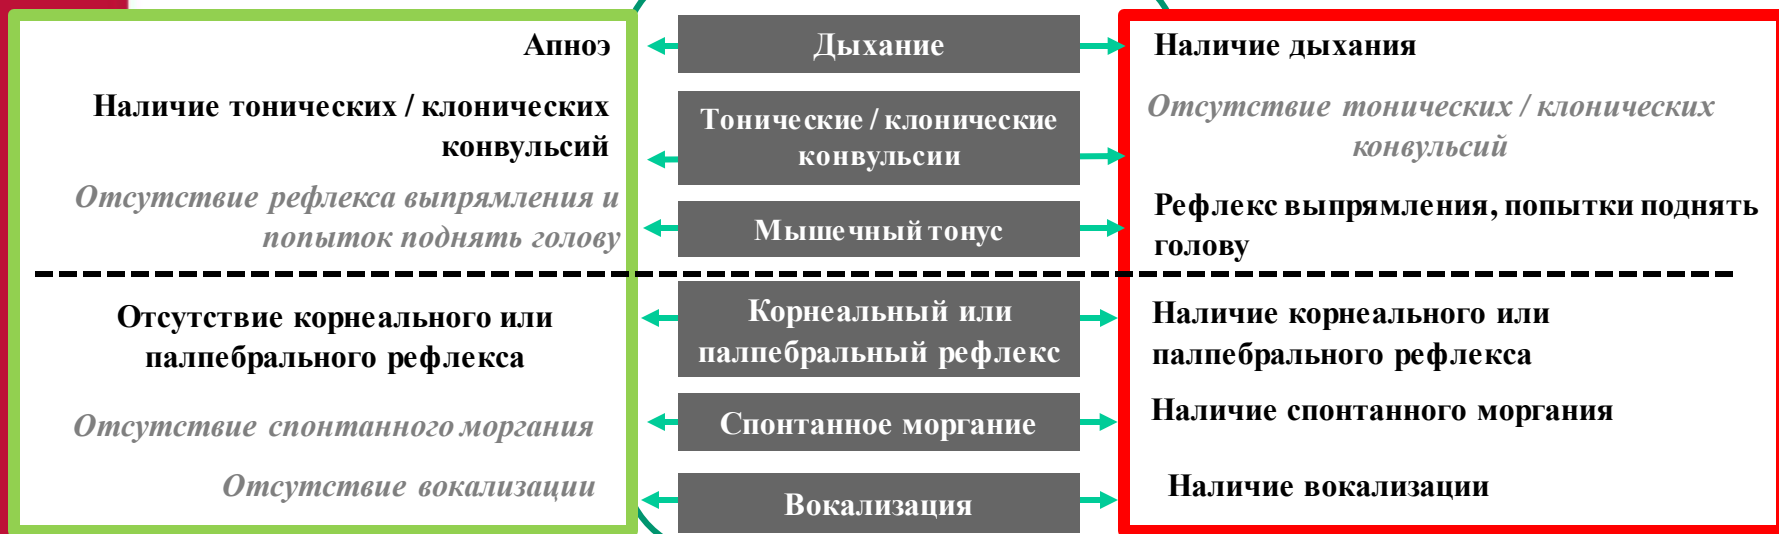 Апноэ
Дыхание
Наличие дыхания
Наличие тонических / клонических
конвульсий
Тонические / клонические
конвульсии
Отсутствие тонических / клонических
конвульсий
Отсутствие рефлекса выпрямления и
попыток поднять голову
Мышечный тонус
Рефлекс выпрямления, попытки поднять
голову
Отсутствие корнеального или
палпебрального рефлекса
Корнеальный или
палпебральный рефлекс
Наличие корнеального или
палпебрального рефлекса
Отсутствие спонтанного моргания
Спонтанное моргание
Наличие спонтанного моргания
Отсутствие вокализации
Вокализация
Наличие вокализации